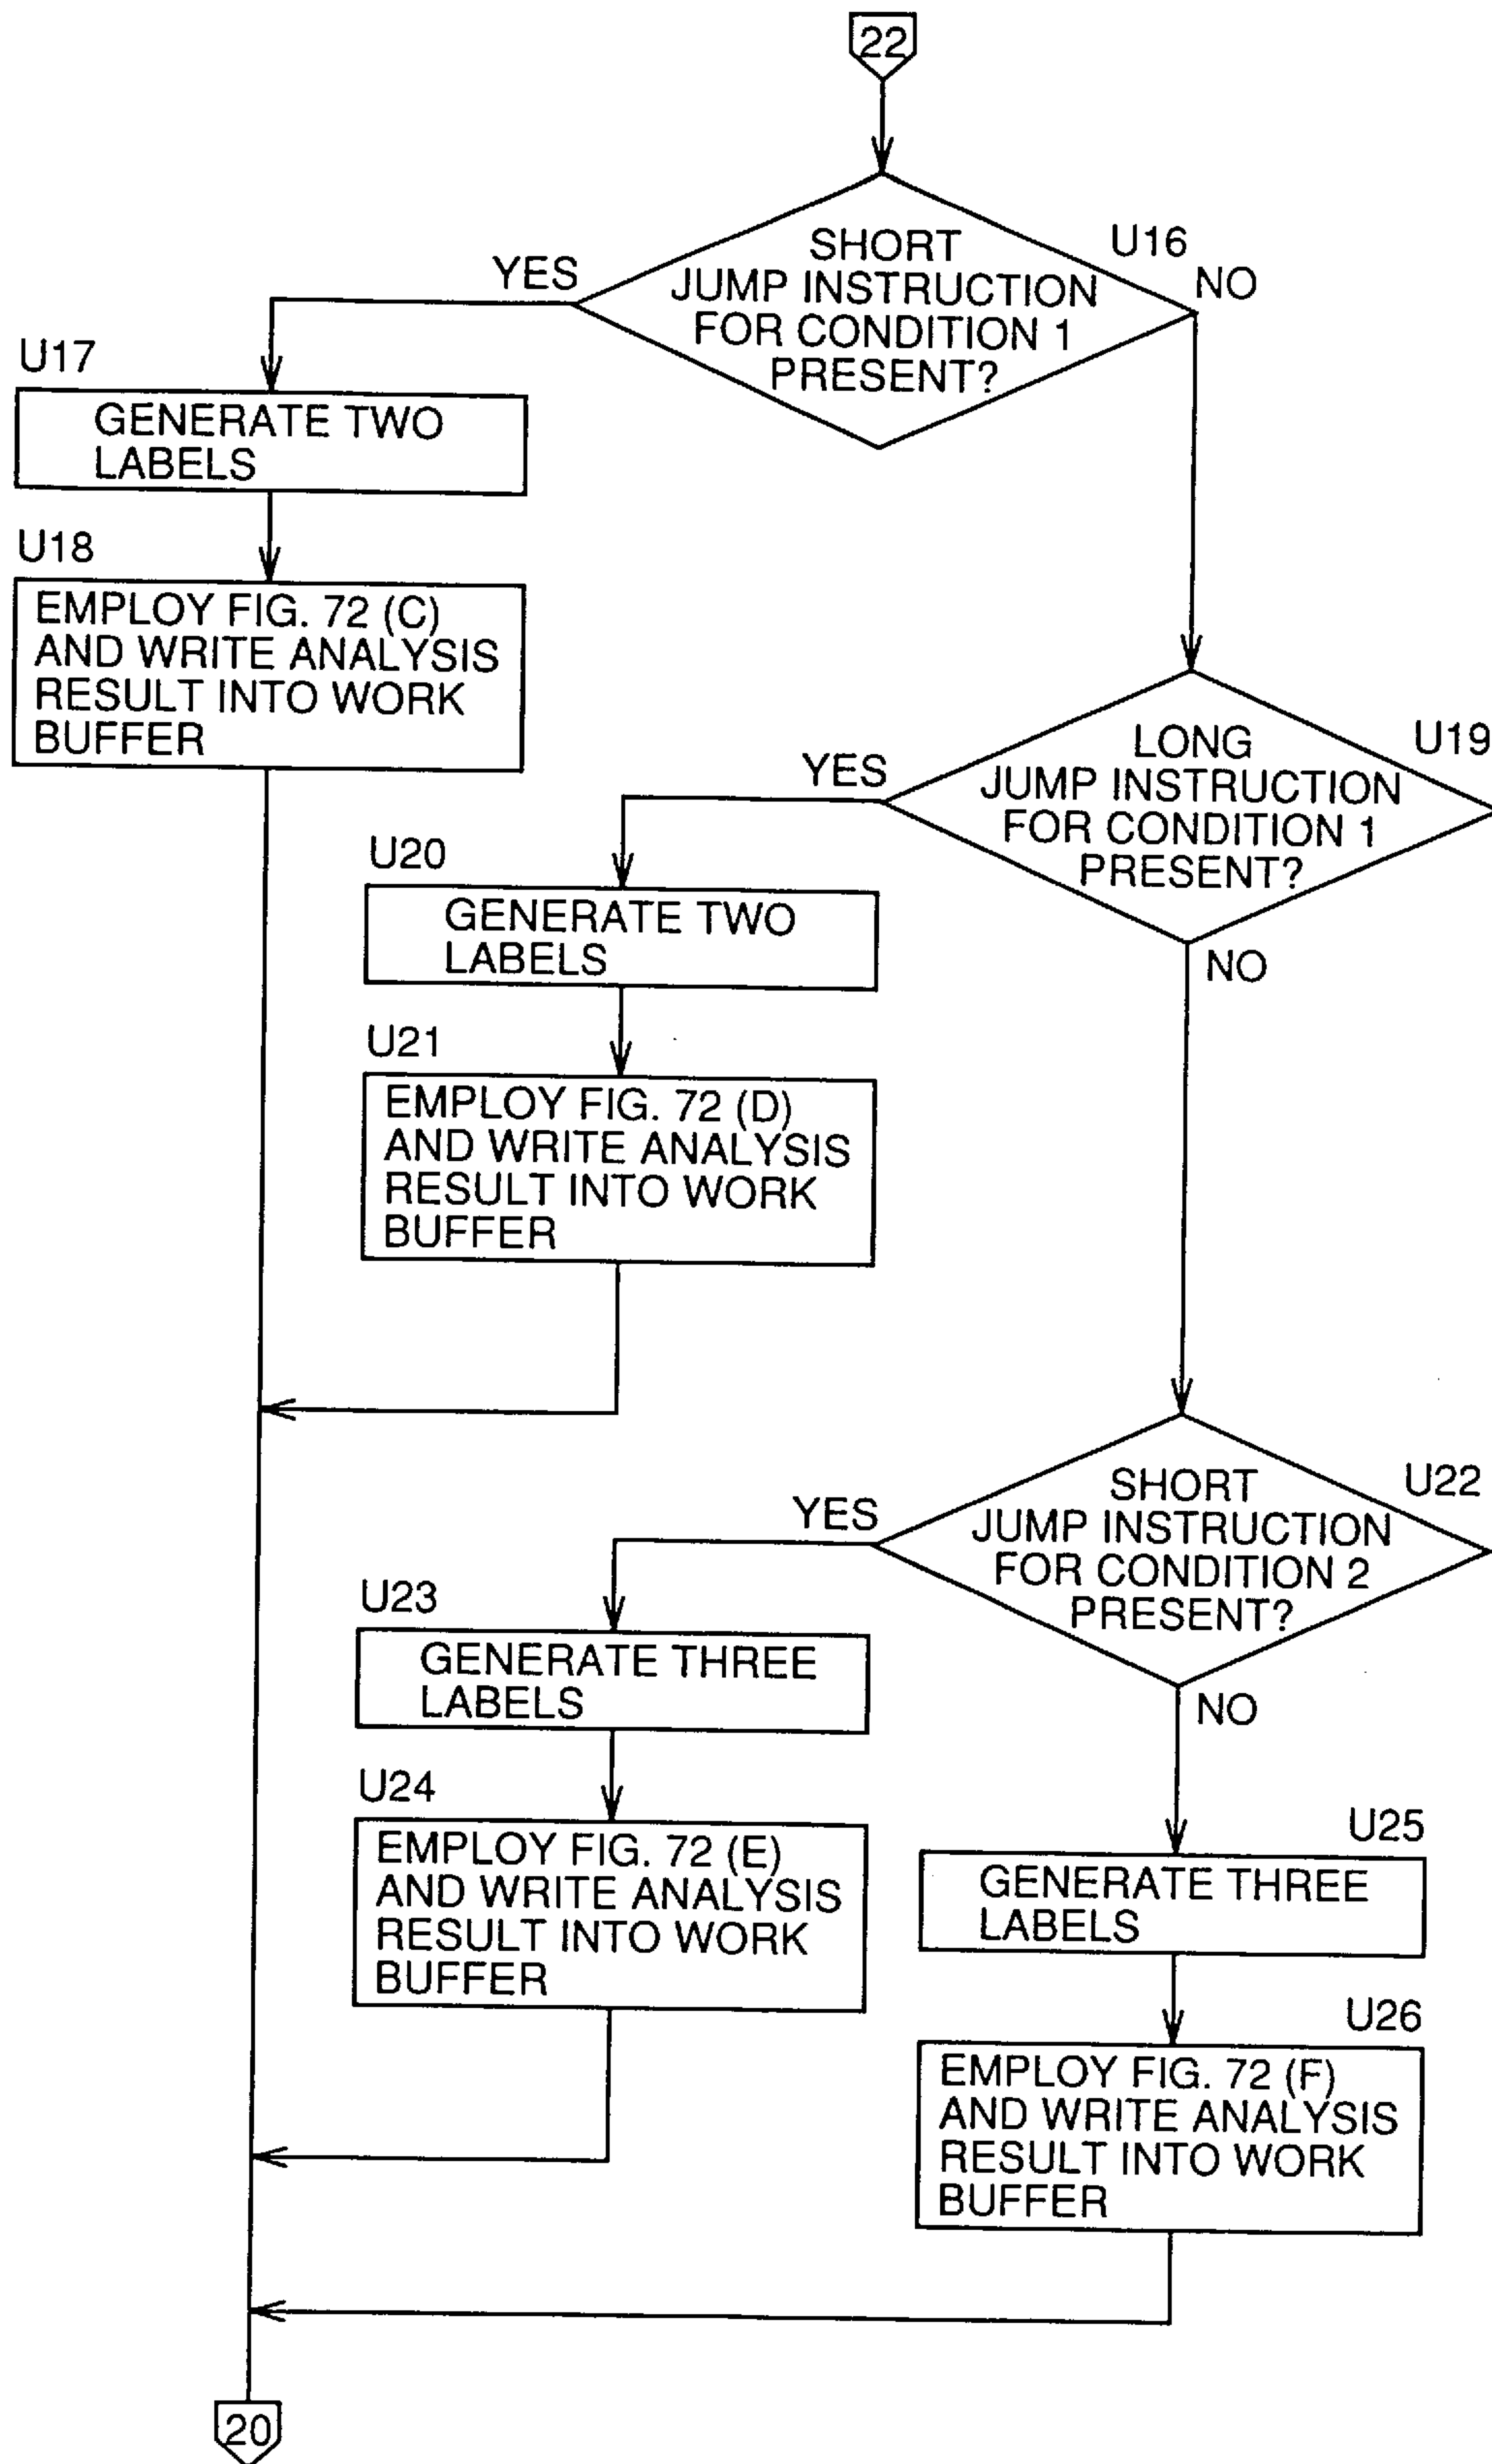 22
SHORT
JUMP INSTRUCTION
FOR CONDITION 1
PRESENT?
U16
YES
NO
U17
GENERATE TWO
LABELS
U18
EMPLOY FIG. 72 (C)
AND WRITE ANALYSIS
RESULT INTO WORK
BUFFER
LONG
JUMP INSTRUCTION
FOR CONDITION 1
PRESENT?
U19
YES
NO
U20
GENERATE TWO
LABELS
U21
EMPLOY FIG. 72 (D)
AND WRITE ANALYSIS
RESULT INTO WORK
BUFFER
SHORT
JUMP INSTRUCTION
FOR CONDITION 2
PRESENT?
U22
YES
NO
U23
GENERATE THREE
LABELS
U24
EMPLOY FIG. 72 (E)
AND WRITE ANALYSIS
RESULT INTO WORK
BUFFER
U25
GENERATE THREE
LABELS
U26
EMPLOY FIG. 72 (F)
AND WRITE ANALYSIS
RESULT INTO WORK
BUFFER
20